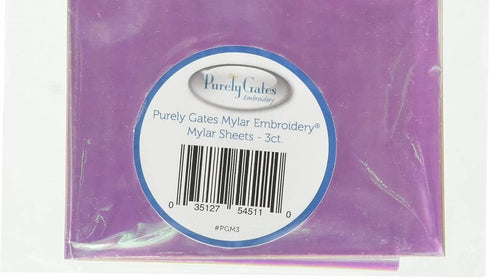 Purely Gates
Embroidery
Purely Gates Mylar Embroidery®
Mylar Sheets - 3ct.
0 35127 54511 0
#PGM3